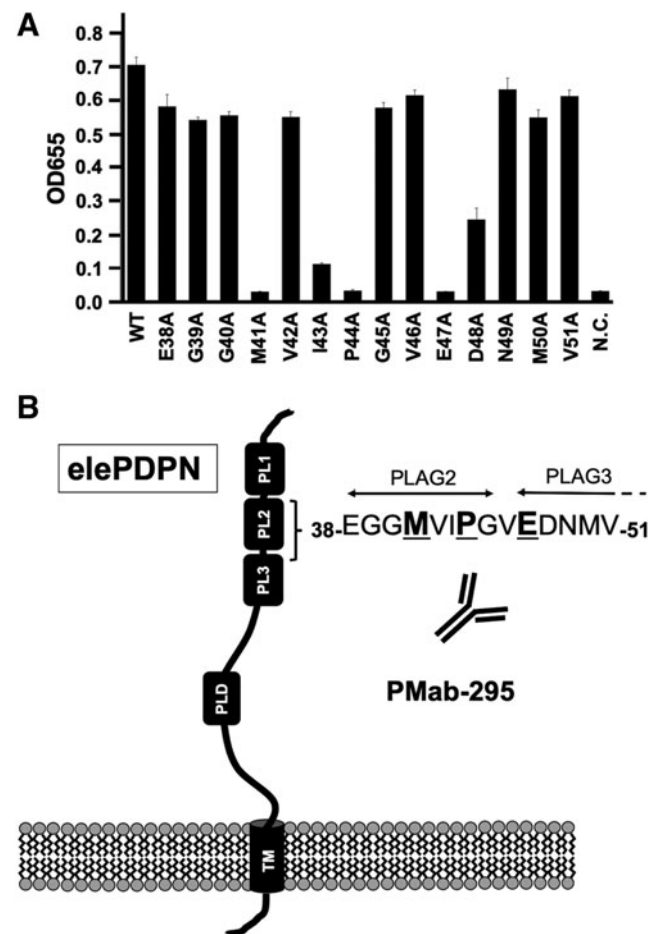 A
OD655
0.8
0.7
0.6
0.5
0.4
0.3
0.2
0.1
0.0
WT
E38A
G39A
G40A
M41A
V42A
I43A
P44A
G45A
V46A
E47A
D48A
N49A
M50A
V51A
N.C.
B
elePDPN
PL1
PL2
PL3
PLD
TM
PLAG2
PLAG3
38-EGGMVIPGVEDNMV-51
PMab-295